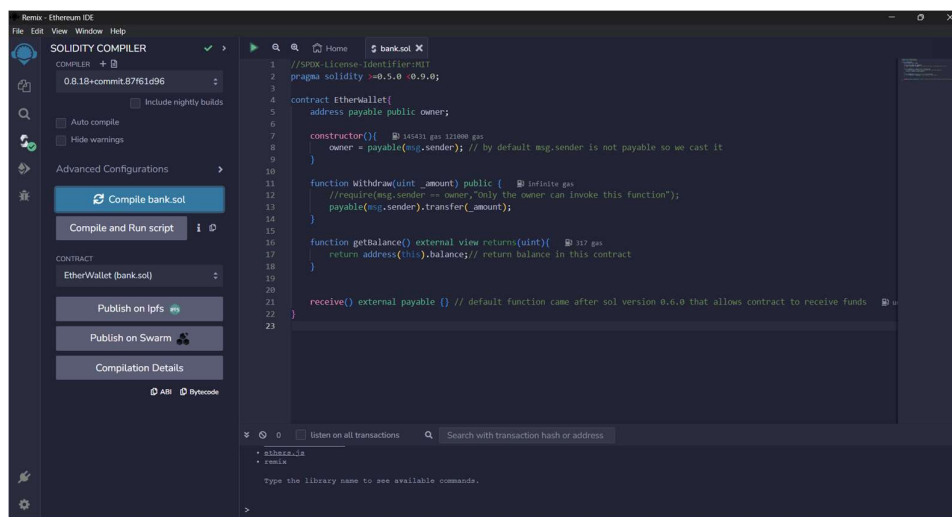 Remix - Ethereum IDE
File Edit View Window Help
SOLIDITY COMPILER
COMPILER
0.8.18+commit.87f61d96
Include nightly builds
Auto compile
Hide warnings
Advanced Configurations
Compile bank.sol
Compile and Run script
CONTRACT
EtherWallet (bank.sol)
Publish on Ipfs
Publish on Swarm
Compilation Details
ABI Bytecode
Home bank.sol
1 //SPDX-License-Identifier:MIT
2 pragma solidity >=0.5.0 <0.9.0;
3
4 contract EtherWallet{
5 address payable public owner;
6
7 constructor(){ 145431 gas 121000 gas
8 owner = payable(msg.sender); // by default msg.sender is not payable so we cast it
9 }
10
11 function Withdraw(uint _amount) public { infinite gas
12 //require(msg.sender == owner,"Only the owner can invoke this function");
13 payable(msg.sender).transfer(_amount);
14 }
15
16 function getBalance() external view returns(uint){ 317 gas
17 return address(this).balance;// return balance in this contract
18 }
19
20
21 receive() external payable {} // default function came after sol version 0.6.0 that allows contract to receive funds
22 }
23
0 listen on all transactions Search with transaction hash or address
• ethers.js
• remix
Type the library name to see available commands.
>